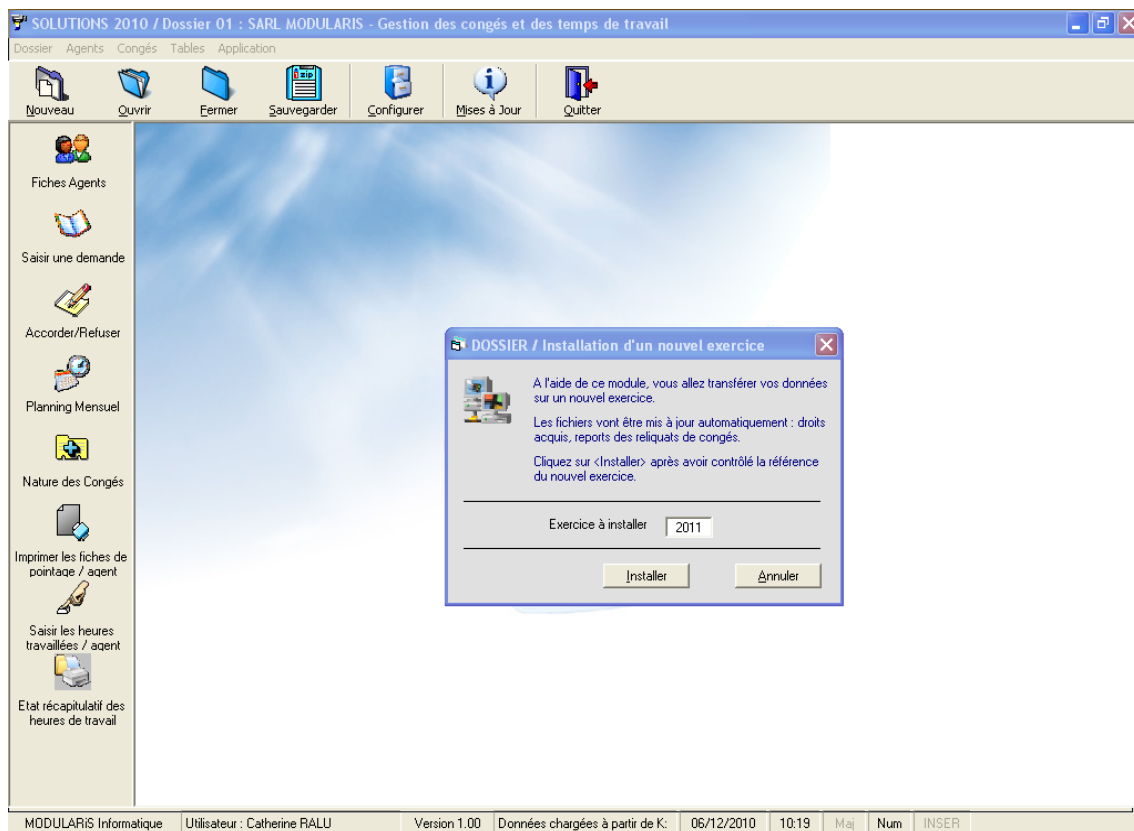 SOLUTIONS 2010 / Dossier 01 : SARL MODULARIS - Gestion des congés et des temps de travail
Dossier Agents Congés Tables Application
Nouveau Ouvrir Fermer Sauvegarder Configurer Mises à Jour Quitter
Fiches Agents
Saisir une demande
Accorder/Refuser
Planning Mensuel
Nature des Congés
Imprimer les fiches de
pointage / agent
Saisir les heures
travaillées / agent
Etat récapitulatif des
heures de travail
DOSSIER / Installation d'un nouvel exercice
A l'aide de ce module, vous allez transférer vos données
sur un nouvel exercice.
Les fichiers vont être mis à jour automatiquement : droits
acquis, reports des reliquats de congés.
Cliquez sur <Installer> après avoir contrôlé la référence
du nouvel exercice.
Exercice à installer 2011
Installer Annuler
MODULARiS Informatique Utilisateur : Catherine RALU Version 1.00 Données chargées à partir de K: 06/12/2010 10:19 Maj Num INSER